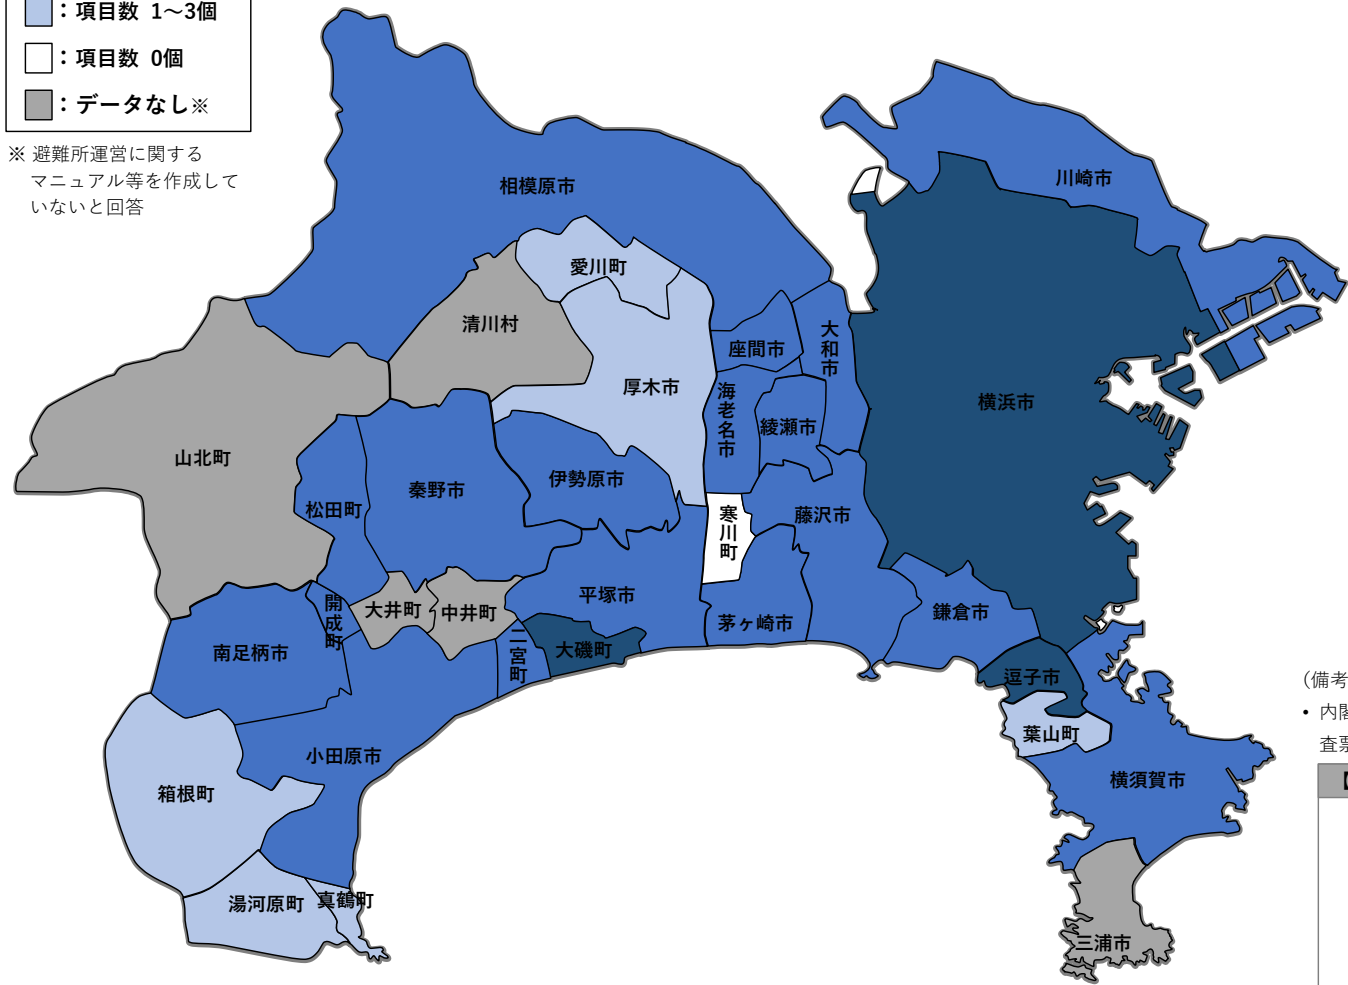 ：項目数 1～3個
：項目数 0個
：データなし※
※ 避難所運営に関する
マニュアル等を作成して
いないと回答
相模原市
川崎市
愛川町
清川村
座間市
大和市
厚木市
海老名市
綾瀬市
横浜市
山北町
松田町
秦野市
伊勢原市
寒川町
藤沢市
開成町
大井町
中井町
平塚市
茅ヶ崎市
鎌倉市
南足柄市
二宮町
大磯町
逗子市
葉山町
小田原市
箱根町
横須賀市
湯河原町
真鶴町
三浦市
(備考
• 内閣
査票
【